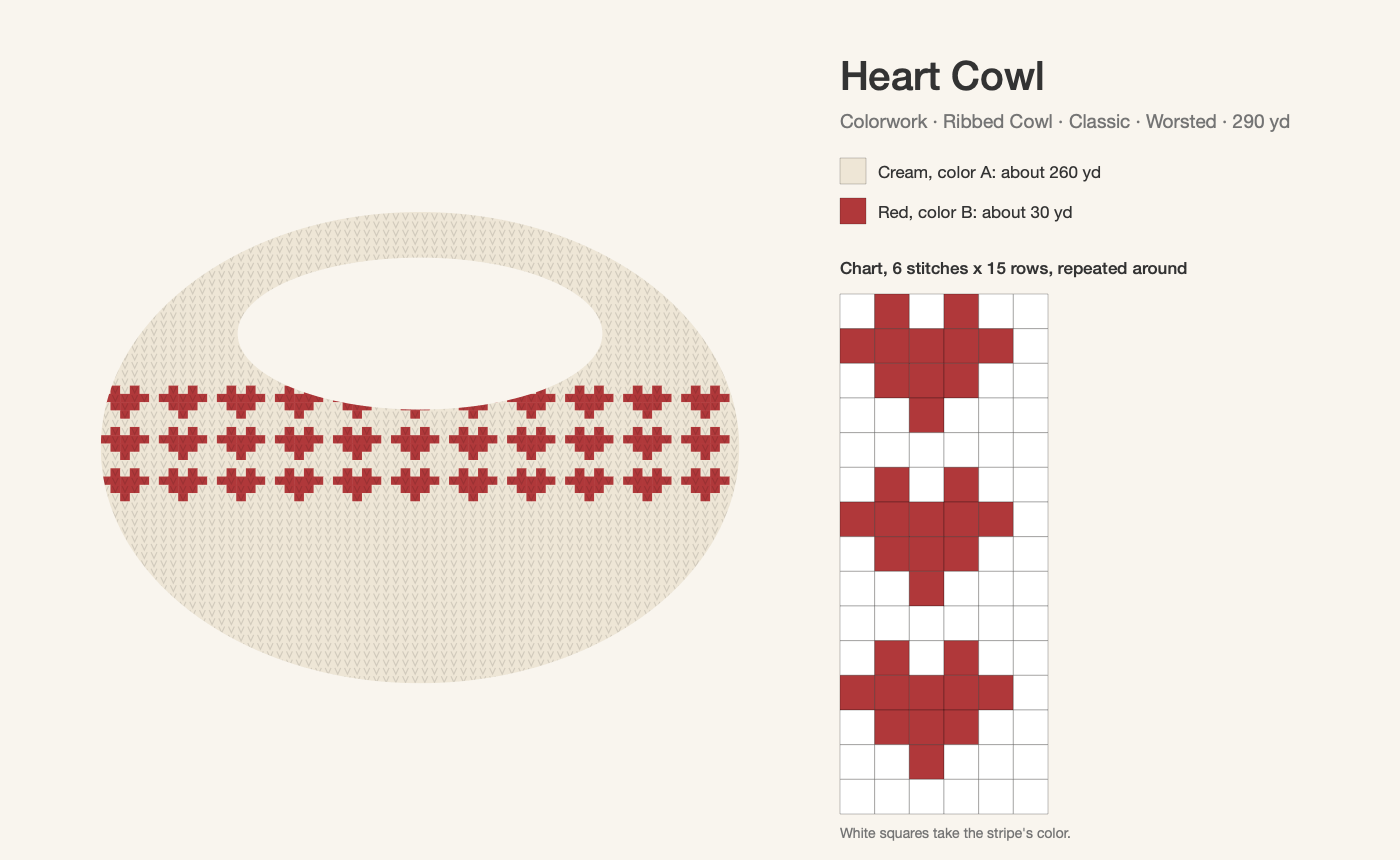 Heart Cowl
Colorwork · Ribbed Cowl · Classic · Worsted · 290 yd
Cream, color A: about 260 yd
Red, color B: about 30 yd
Chart, 6 stitches x 15 rows, repeated around
White squares take the stripe's color.